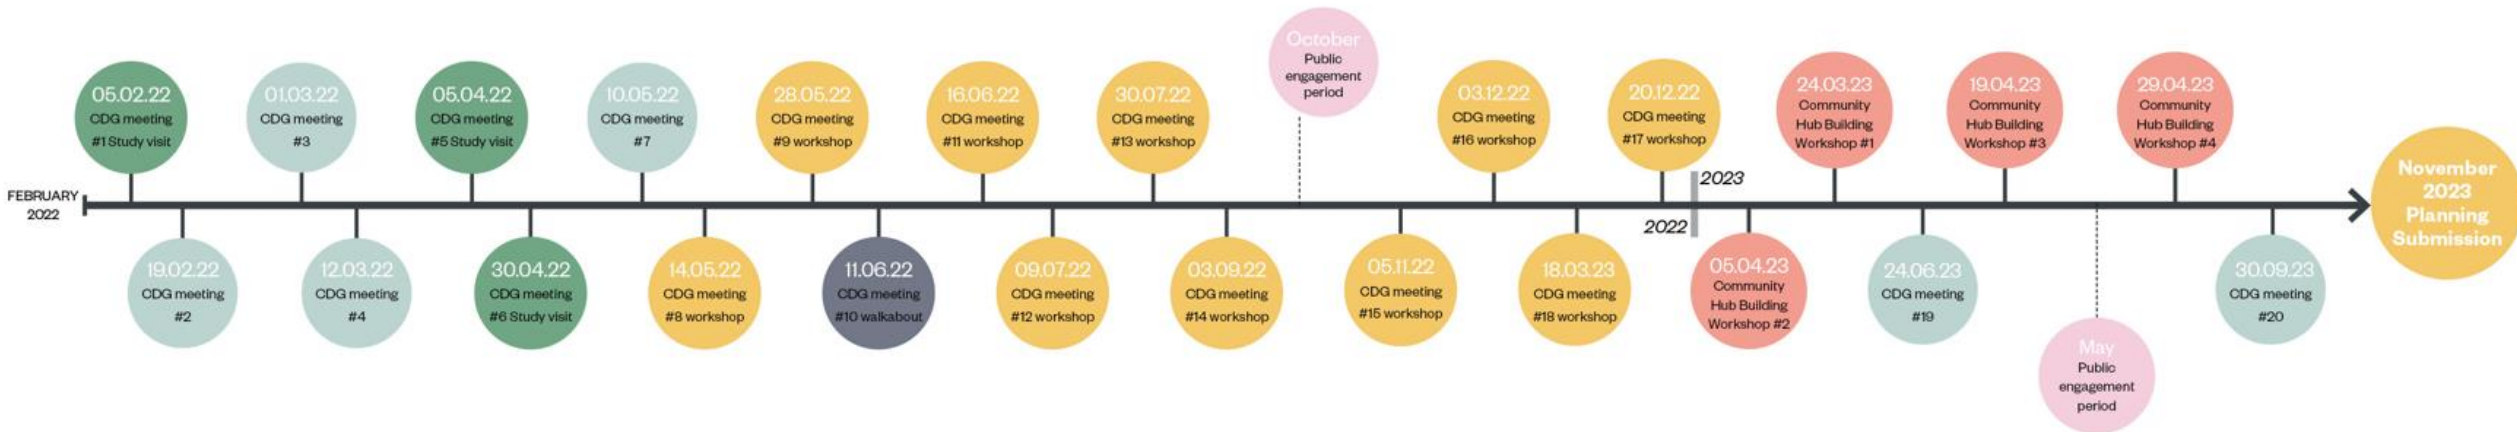 FEBRUARY
2022
05.02.22
CDG meeting
#1 Study visit
19.02.22
CDG meeting
#2
01.03.22
CDG meeting
#3
12.03.22
CDG meeting
#4
05.04.22
CDG meeting
#5 Study visit
30.04.22
CDG meeting
#6 Study visit
10.05.22
CDG meeting
#7
14.05.22
CDG meeting
#8 workshop
28.05.22
CDG meeting
#9 workshop
11.06.22
CDG meeting
#10 walkabout
16.06.22
CDG meeting
#11 workshop
09.07.22
CDG meeting
#12 workshop
30.07.22
CDG meeting
#13 workshop
03.09.22
CDG meeting
#14 workshop
October
Public
engagement
period
05.11.22
CDG meeting
#15 workshop
03.12.22
CDG meeting
#16 workshop
18.03.23
CDG meeting
#18 workshop
20.12.22
CDG meeting
#17 workshop
2023
2022
05.04.23
Community
Hub Building
Workshop #2
24.03.23
Community
Hub Building
Workshop #1
24.06.23
CDG meeting
#19
19.04.23
Community
Hub Building
Workshop #3
May
Public
engagement
period
29.04.23
Community
Hub Building
Workshop #4
30.09.23
CDG meeting
#20
November
2023
Planning
Submission